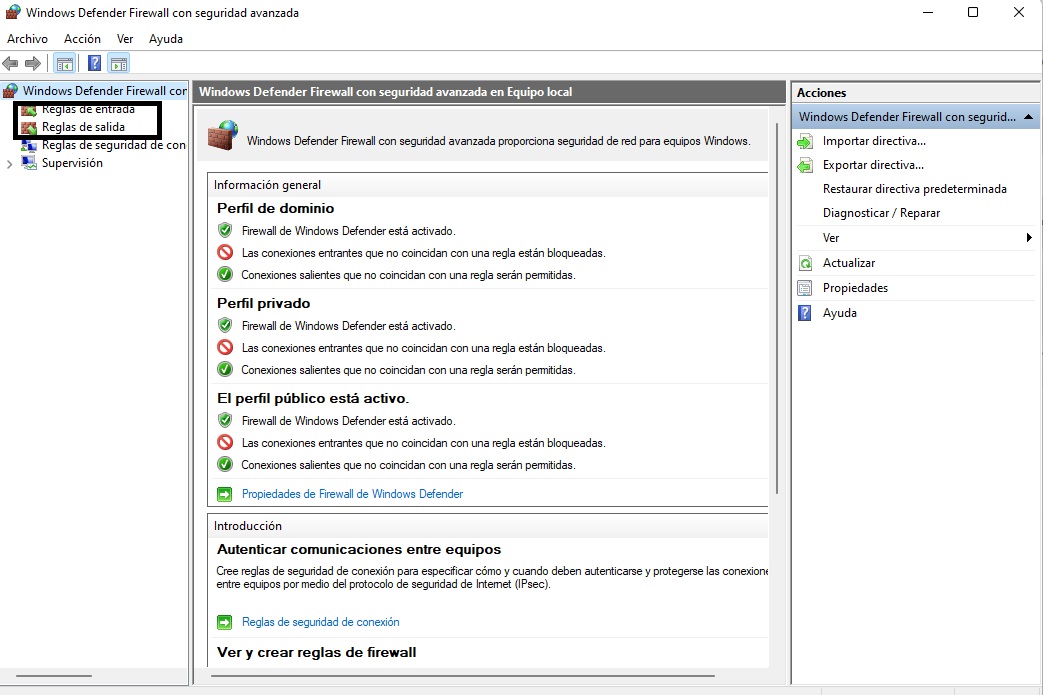 Windows Defender Firewall con seguridad avanzada
Archivo Acción Ver Ayuda
Windows Defender Firewall con
Reglas de entrada
Reglas de salida
Reglas de seguridad de con
Supervisión
Windows Defender Firewall con seguridad avanzada en Equipo local
Windows Defender Firewall con seguridad avanzada proporciona seguridad de red para equipos Windows.
Información general
Perfil de dominio
Firewall de Windows Defender está activado.
Las conexiones entrantes que no coincidan con una regla están bloqueadas.
Conexiones salientes que no coincidan con una regla serán permitidas.
Perfil privado
Firewall de Windows Defender está activado.
Las conexiones entrantes que no coincidan con una regla están bloqueadas.
Conexiones salientes que no coincidan con una regla serán permitidas.
El perfil público está activo.
Firewall de Windows Defender está activado.
Las conexiones entrantes que no coincidan con una regla están bloqueadas.
Conexiones salientes que no coincidan con una regla serán permitidas.
Propiedades de Firewall de Windows Defender
Introducción
Autenticar comunicaciones entre equipos
Cree reglas de seguridad de conexión para especificar cómo y cuando deben autenticarse y protegerse las conexione
entre equipos por medio del protocolo de seguridad de Internet (IPsec).
Reglas de seguridad de conexión
Ver y crear reglas de firewall
Acciones
Windows Defender Firewall con segurid...
Importar directiva...
Exportar directiva...
Restaurar directiva predeterminada
Diagnosticar / Reparar
Ver
Actualizar
Propiedades
Ayuda